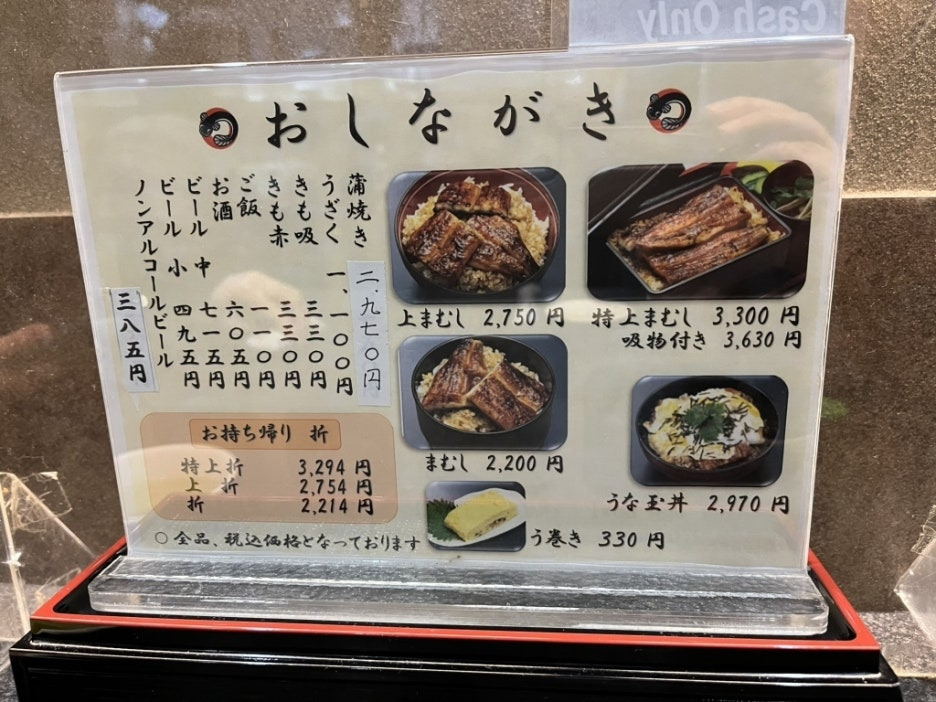 Cash Only
おしながき
蒲焼き 二、九七〇円
うざく 一、一〇〇円
きも吸 三三〇円
きも赤 三三〇円
ご飯 一一〇円
お酒 六〇五円
ビール 中 七一五円
ビール 小 四九五円
ノンアルコールビール 三八五円
上まむし 2,750 円
特上まむし 3,300 円
吸物付き 3,630 円
まむし 2,200 円
うな玉丼 2,970 円
う巻き 330 円
お持ち帰り 折
特上折 3,294 円
上 折 2,754 円
折 2,214 円
○ 全品、税込価格となっております